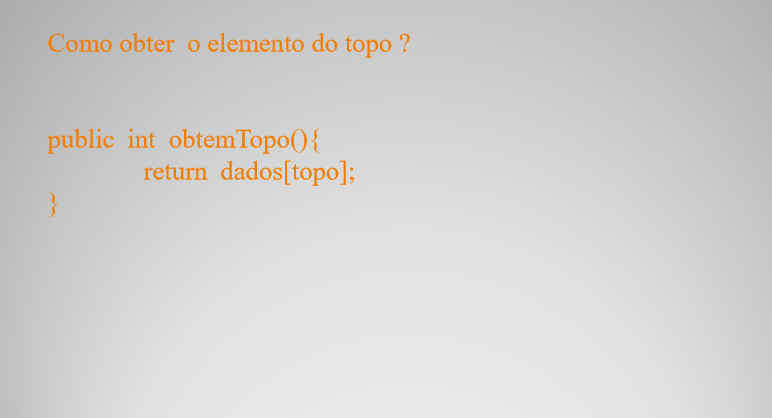 Como obter o elemento do topo ?
public int obtemTopo(){
return dados[topo];
}